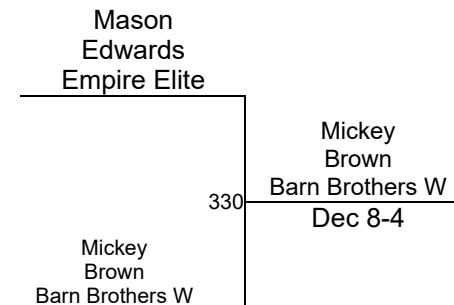 Mason
Edwards
Empire Elite
Mickey
Brown
Barn Brothers W
330
Dec 8-4
Mickey
Brown
Barn Brothers W